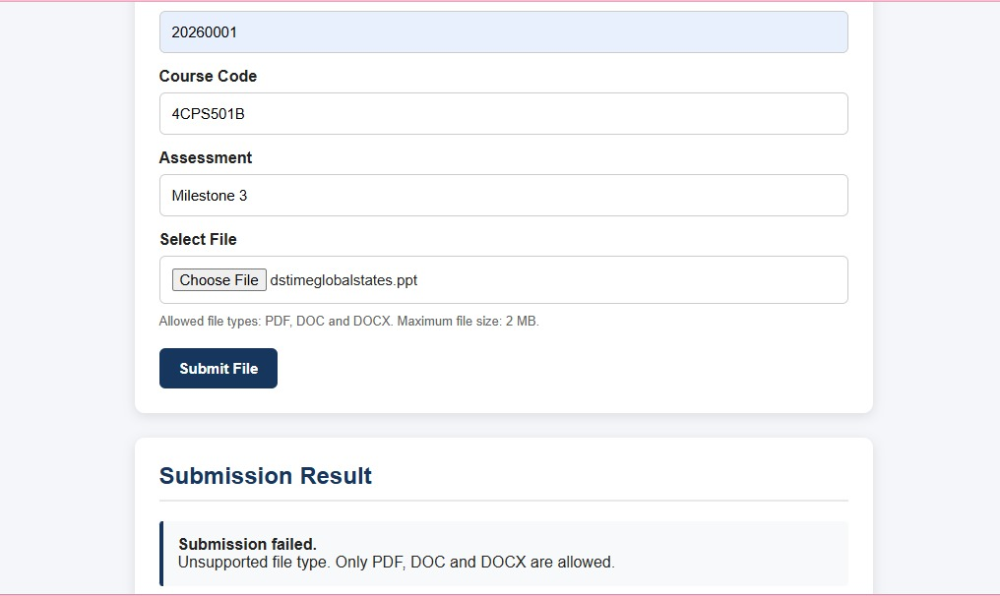 20260001
Course Code
4CPS501B
Assessment
Milestone 3
Select File
Choose File dstimeglobalstates.ppt
Allowed file types: PDF, DOC and DOCX. Maximum file size: 2 MB.
Submit File
Submission Result
Submission failed.
Unsupported file type. Only PDF, DOC and DOCX are allowed.